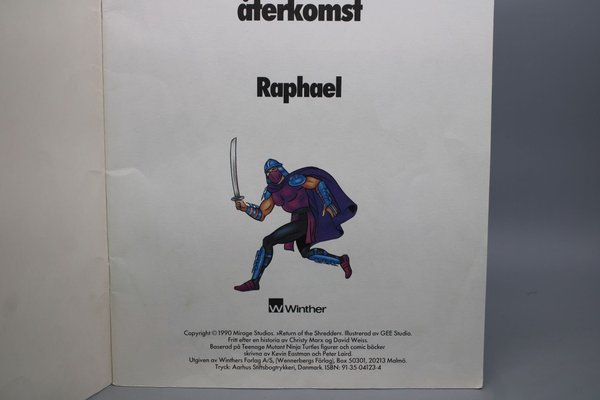 återkomst
Raphael
Winther
Copyright © 1990 Mirage Studios. »Return of the Shredder«. Illustrerad av GEE Studio.
Fritt efter en historia av Christy Marx og David Weiss.
Baserad på Teenage Mutant Ninja Turtles figurer och comic böcker
skrivna av Kevin Eastman och Peter Laird.
Utgiven av Winthers Forlag A/S, (Wennerbergs Förlag), Box 50301, 20213 Malmö.
Tryck: Aarhus Stiftsbogtrykkeri, Danmark. ISBN: 91-35-04123-4